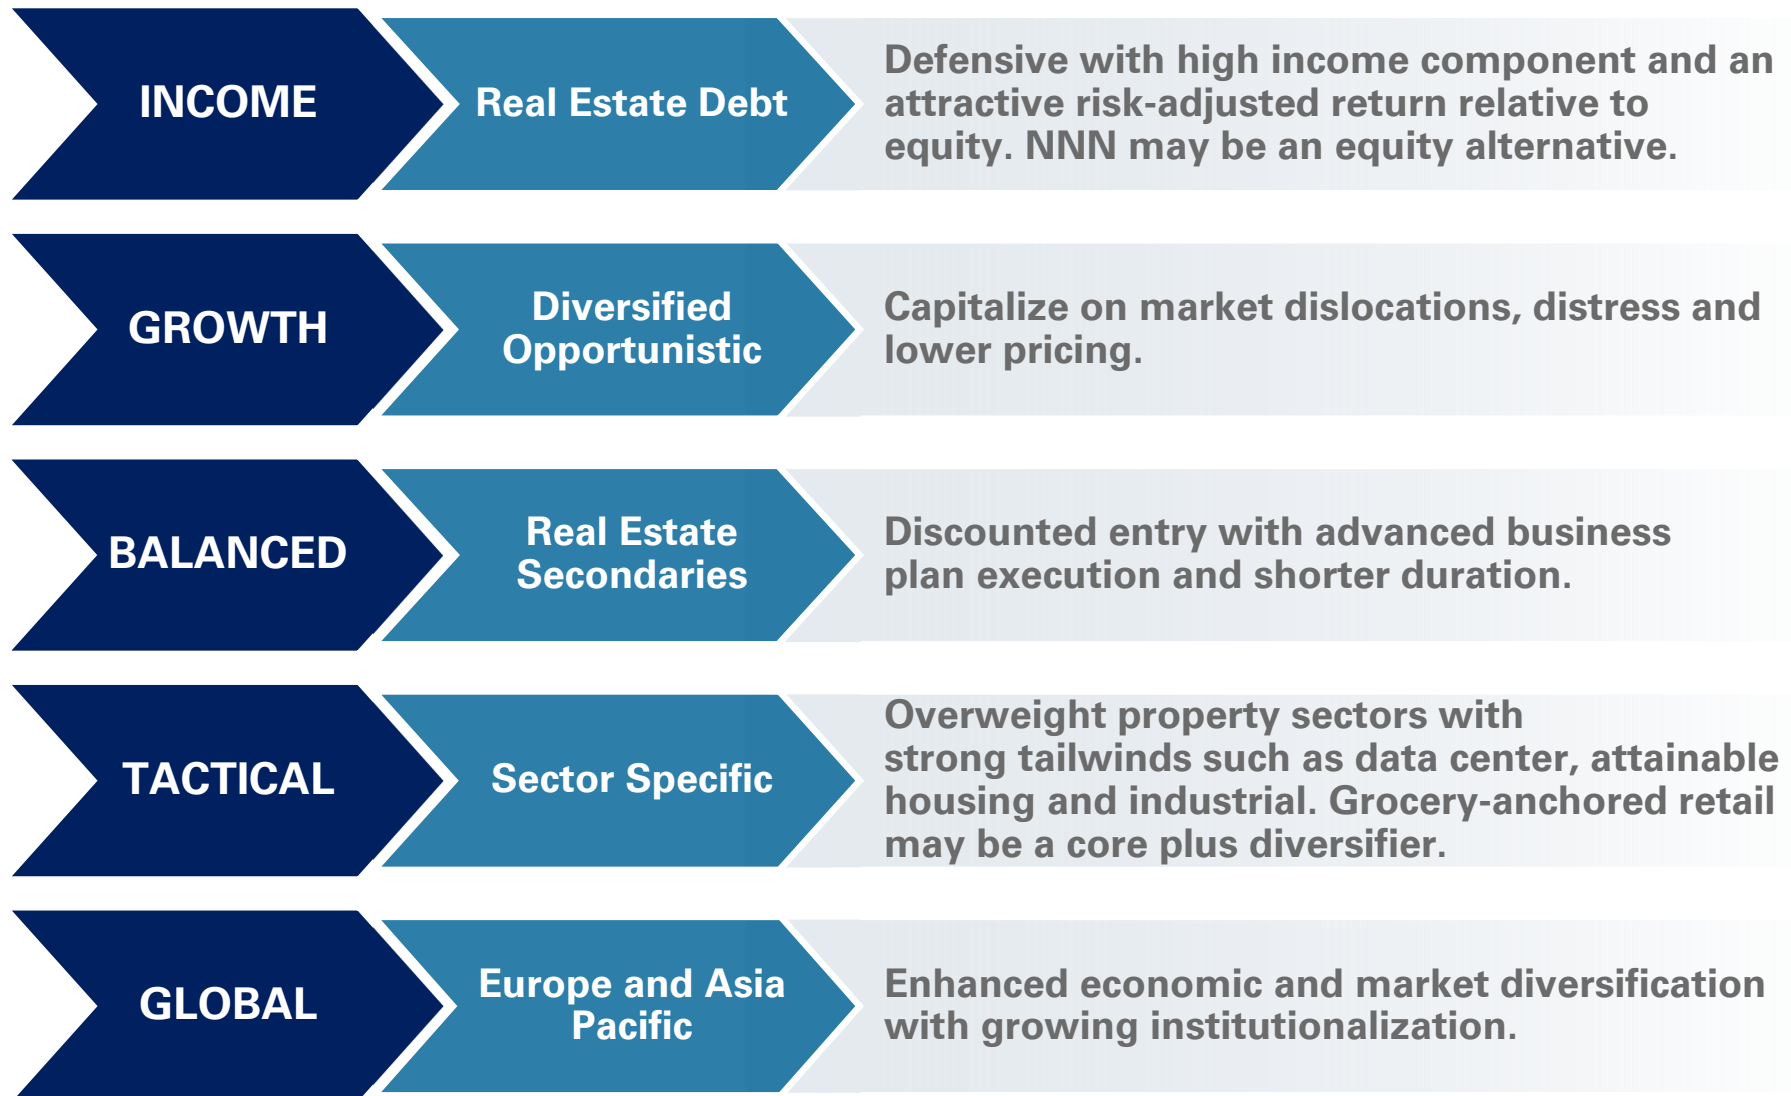 INCOME
Real Estate Debt
Defensive with high income component and an
attractive risk-adjusted return relative to
equity. NNN may be an equity alternative.
GROWTH
Diversified
Opportunistic
Capitalize on market dislocations, distress and
lower pricing.
BALANCED
Real Estate
Secondaries
Discounted entry with advanced business
plan execution and shorter duration.
TACTICAL
Sector Specific
Overweight property sectors with
strong tailwinds such as data center, attainable
housing and industrial. Grocery-anchored retail
may be a core plus diversifier.
GLOBAL
Europe and Asia
Pacific
Enhanced economic and market diversification
with growing institutionalization.